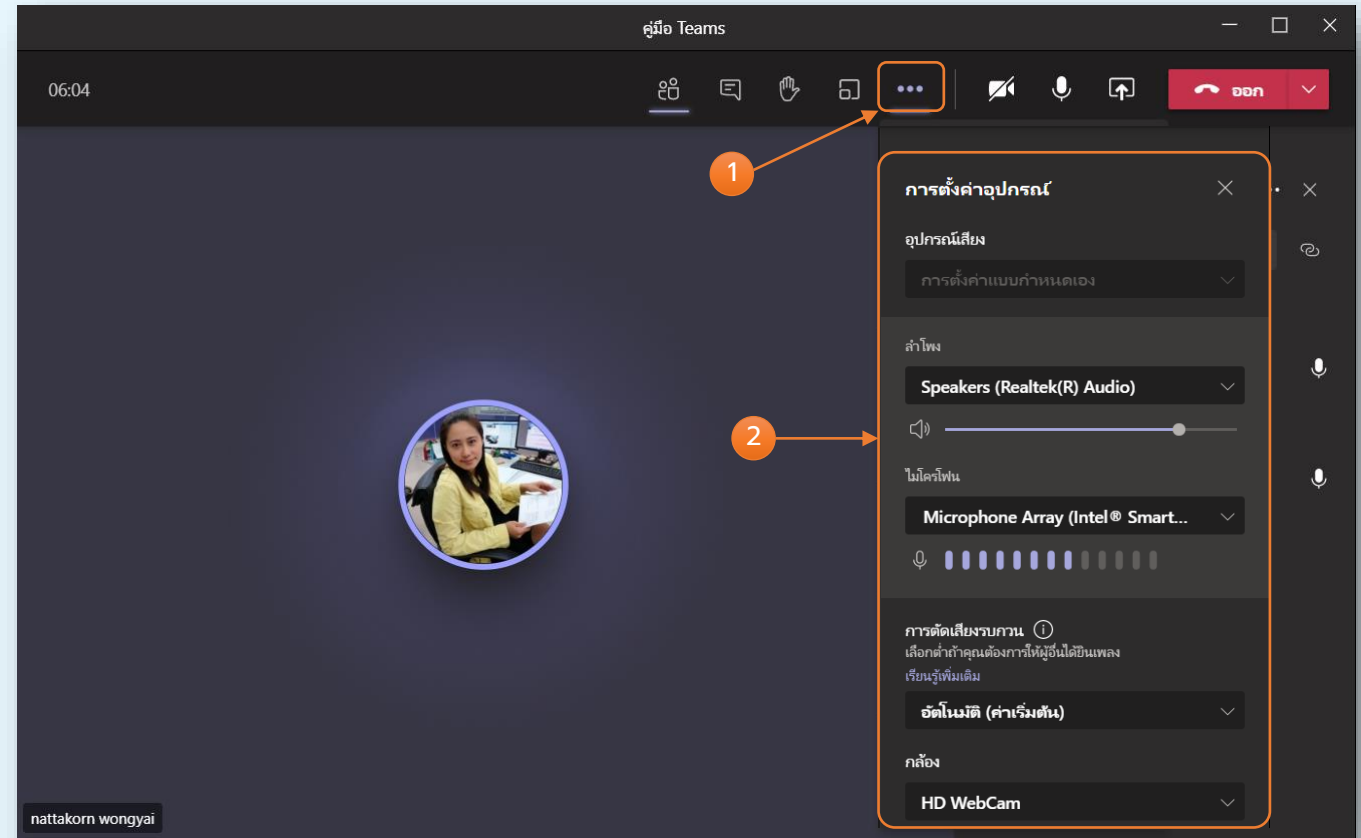 คู่มือ Teams
06:04
ออก
1
การตั้งค่าอุปกรณ์
อุปกรณ์เสียง
การตั้งค่าแบบกำหนดเอง
ลำโพง
Speakers (Realtek(R) Audio)
2
ไมโครโฟน
Microphone Array (Intel® Smart...
การตัดเสียงรบกวน
เลือกต่ำถ้าคุณต้องการให้ผู้อื่นได้ยินเพลง
เรียนรู้เพิ่มเติม
อัตโนมัติ (ค่าเริ่มต้น)
กล้อง
HD WebCam
nattakorn wongyai